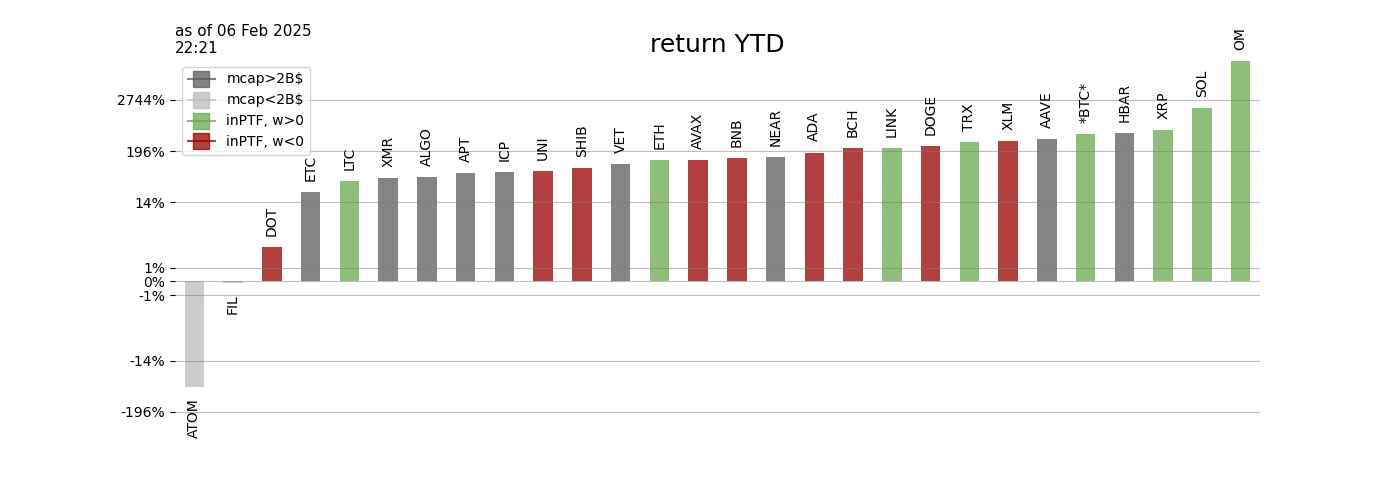 as of 06 Feb 2025
22:21
return YTD
mcap>2B$
mcap<2B$
inPTF, w>0
inPTF, w<0
2744%
196%
14%
1%
0%
-1%
-14%
-196%
ATOM
FIL
DOT
ETC
LTC
XMR
ALGO
APT
ICP
UNI
SHIB
VET
ETH
AVAX
BNB
NEAR
ADA
BCH
LINK
DOGE
TRX
XLM
AAVE
*BTC*
HBAR
XRP
SOL
OM